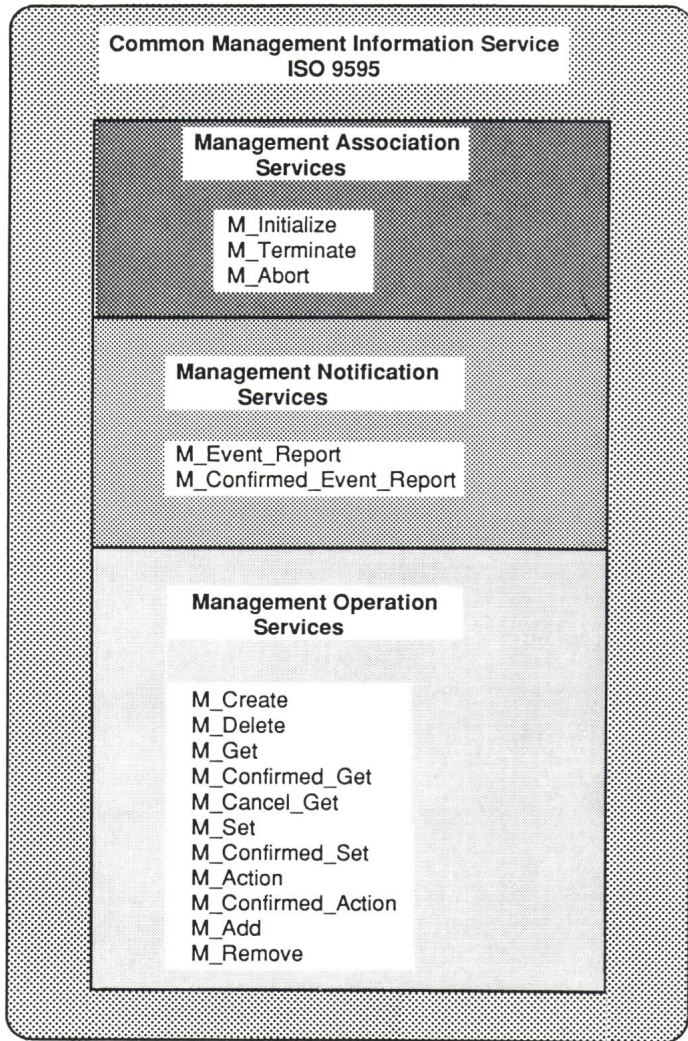 Common Management Information Service
ISO 9595
Management Association
Services
M_Initialize
M_Terminate
M_Abort
Management Notification
Services
M_Event_Report
M_Confirmed_Event_Report
Management Operation
Services
M_Create
M_Delete
M_Get
M_Confirmed_Get
M_Cancel_Get
M_Set
M_Confirmed_Set
M_Action
M_Confirmed_Action
M_Add
M_Remove